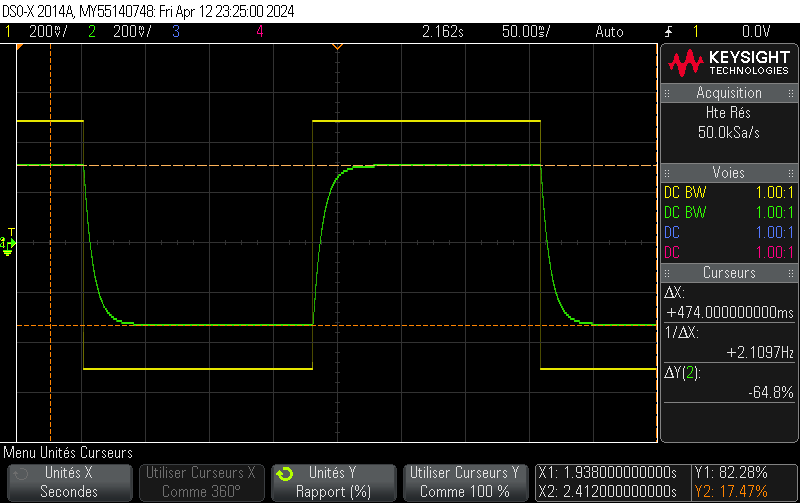 DSO-X 2014A, MY55140748: Fri Apr 12 23:25:00 2024
1 200º/ 2 200º/ 3 4 2.162s 50.00º/ Auto 1 0.0V
KEYSIGHT
TECHNOLOGIES
Acquisition
Hte Rés
50.0kSa/s
Voies
DC BW 1.00:1
DC BW 1.00:1
DC 1.00:1
DC 1.00:1
Curseurs
ΔX:
+474.000000000ms
1/ΔX:
+2.1097Hz
ΔY(2):
-64.8%
T
2
Menu Unités Curseurs
Unités X
Secondes
Utiliser Curseurs X
Comme 360°
Unités Y
Rapport (%)
Utiliser Curseurs Y
Comme 100 %
X1: 1.938000000000s
X2: 2.412000000000s
Y1: 82.28%
Y2: 17.47%